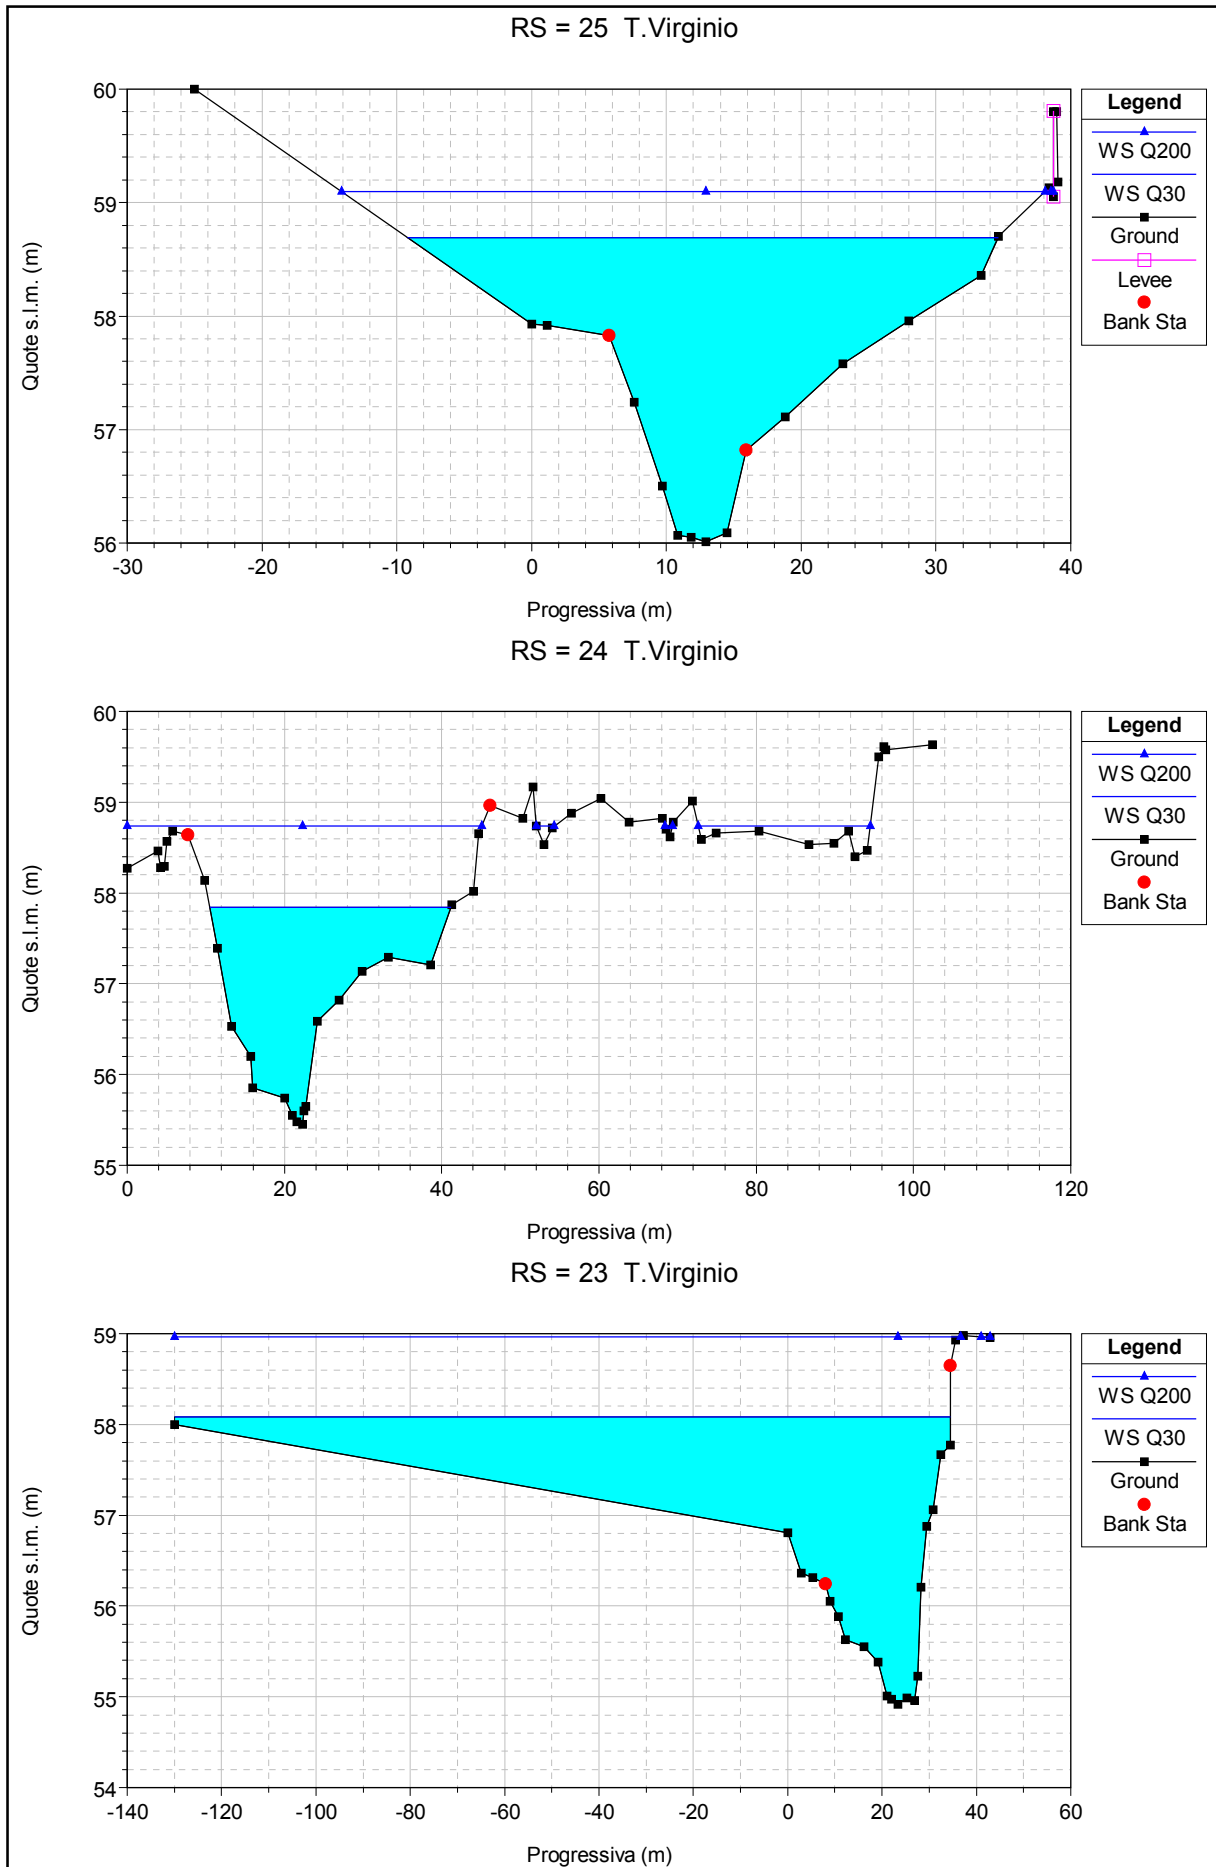 RS = 25 T.Virginio
60
59
58
57
56
Quote s.l.m. (m)
-30 -20 -10 0 10 20 30 40
Progressiva (m)
Legend
WS Q200
WS Q30
Ground
Levee
Bank Sta
RS = 24 T.Virginio
60
59
58
57
56
55
Quote s.l.m. (m)
0 20 40 60 80 100 120
Progressiva (m)
Legend
WS Q200
WS Q30
Ground
Bank Sta
RS = 23 T.Virginio
59
58
57
56
55
54
Quote s.l.m. (m)
-140 -120 -100 -80 -60 -40 -20 0 20 40 60
Progressiva (m)
Legend
WS Q200
WS Q30
Ground
Bank Sta